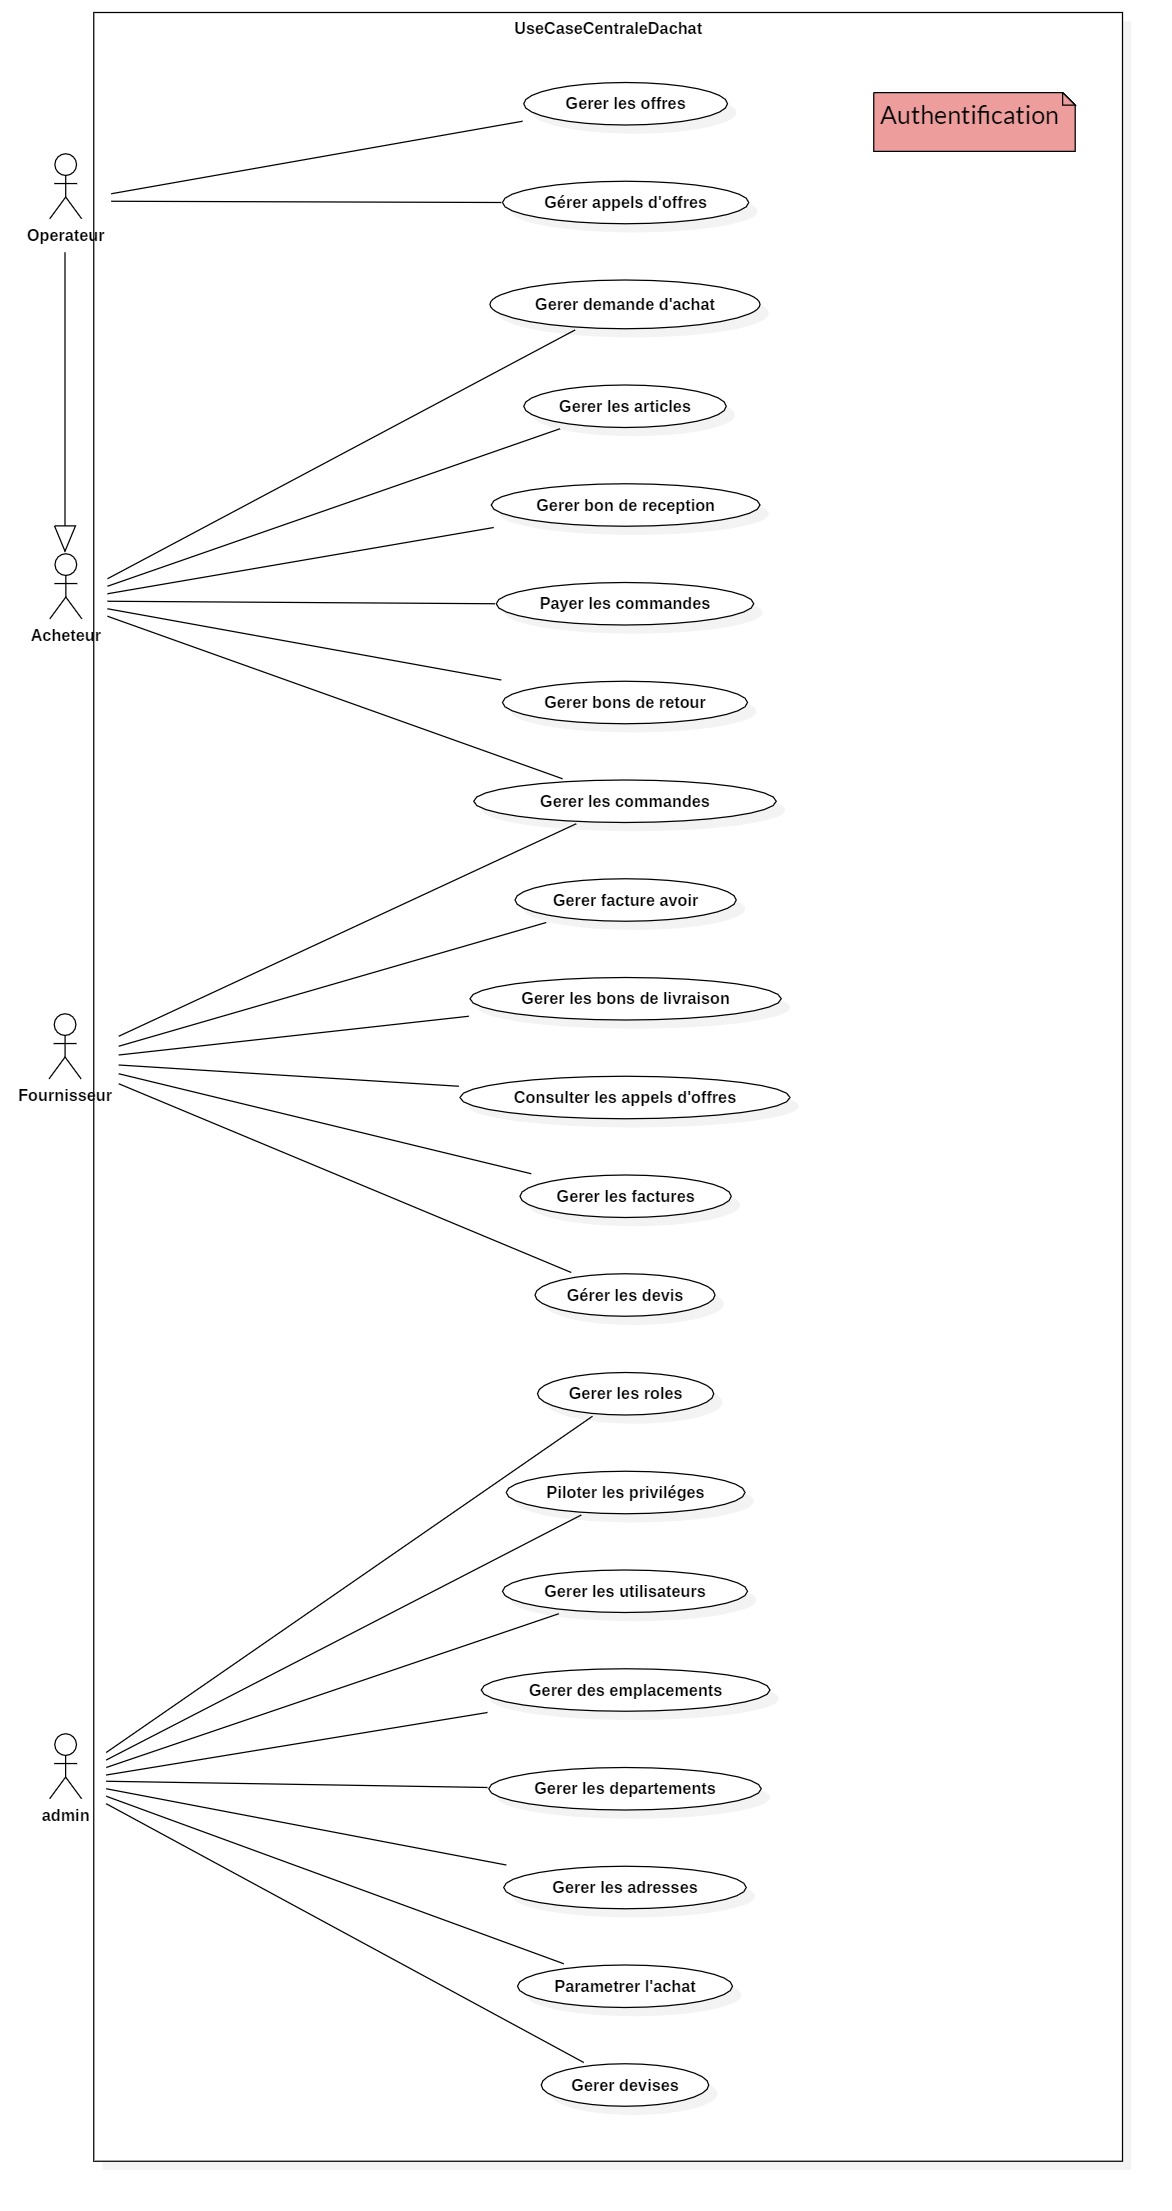 UseCaseCentraleDachat
Gerer les offres
Authentification
Gérer appels d'offres
Operateur
Gerer demande d'achat
Gerer les articles
Gerer bon de reception
Payer les commandes
Acheteur
Gerer bons de retour
Gerer les commandes
Gerer facture avoir
Gerer les bons de livraison
Fournisseur
Consulter les appels d'offres
Gerer les factures
Gérer les devis
Gerer les roles
Piloter les priviléges
Gerer les utilisateurs
Gerer des emplacements
Gerer les departements
admin
Gerer les adresses
Parametrer l'achat
Gerer devises